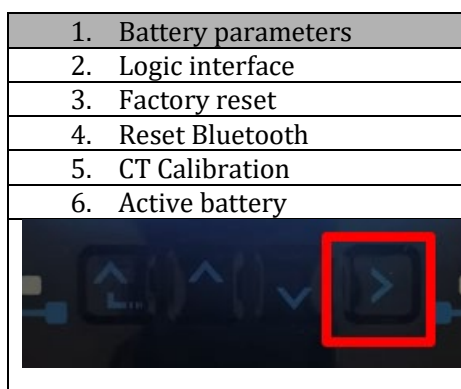 1. Battery parameters
2. Logic interface
3. Factory reset
4. Reset Bluetooth
5. CT Calibration
6. Active battery